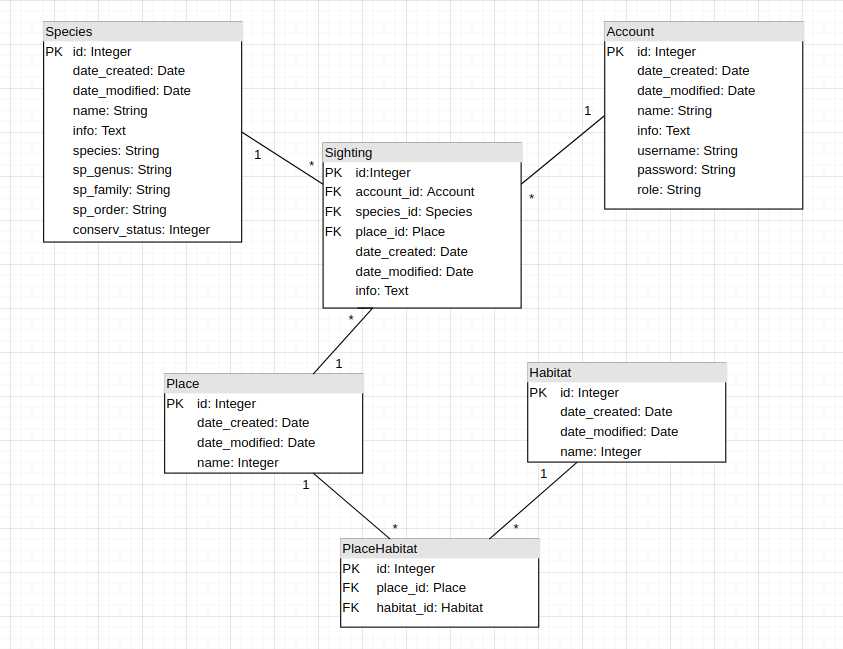 Species
PK id: Integer
date_created: Date
date_modified: Date
name: String
info: Text
species: String
sp_genus: String
sp_family: String
sp_order: String
conserv_status: Integer
Account
PK id: Integer
date_created: Date
date_modified: Date
name: String
info: Text
username: String
password: String
role: String
1
*
1
*
Sighting
PK id:Integer
FK account_id: Account
FK species_id: Species
FK place_id: Place
date_created: Date
date_modified: Date
info: Text
*
1
Place
PK id: Integer
date_created: Date
date_modified: Date
name: Integer
Habitat
PK id: Integer
date_created: Date
date_modified: Date
name: Integer
1
*
1
*
PlaceHabitat
PK id: Integer
FK place_id: Place
FK habitat_id: Habitat